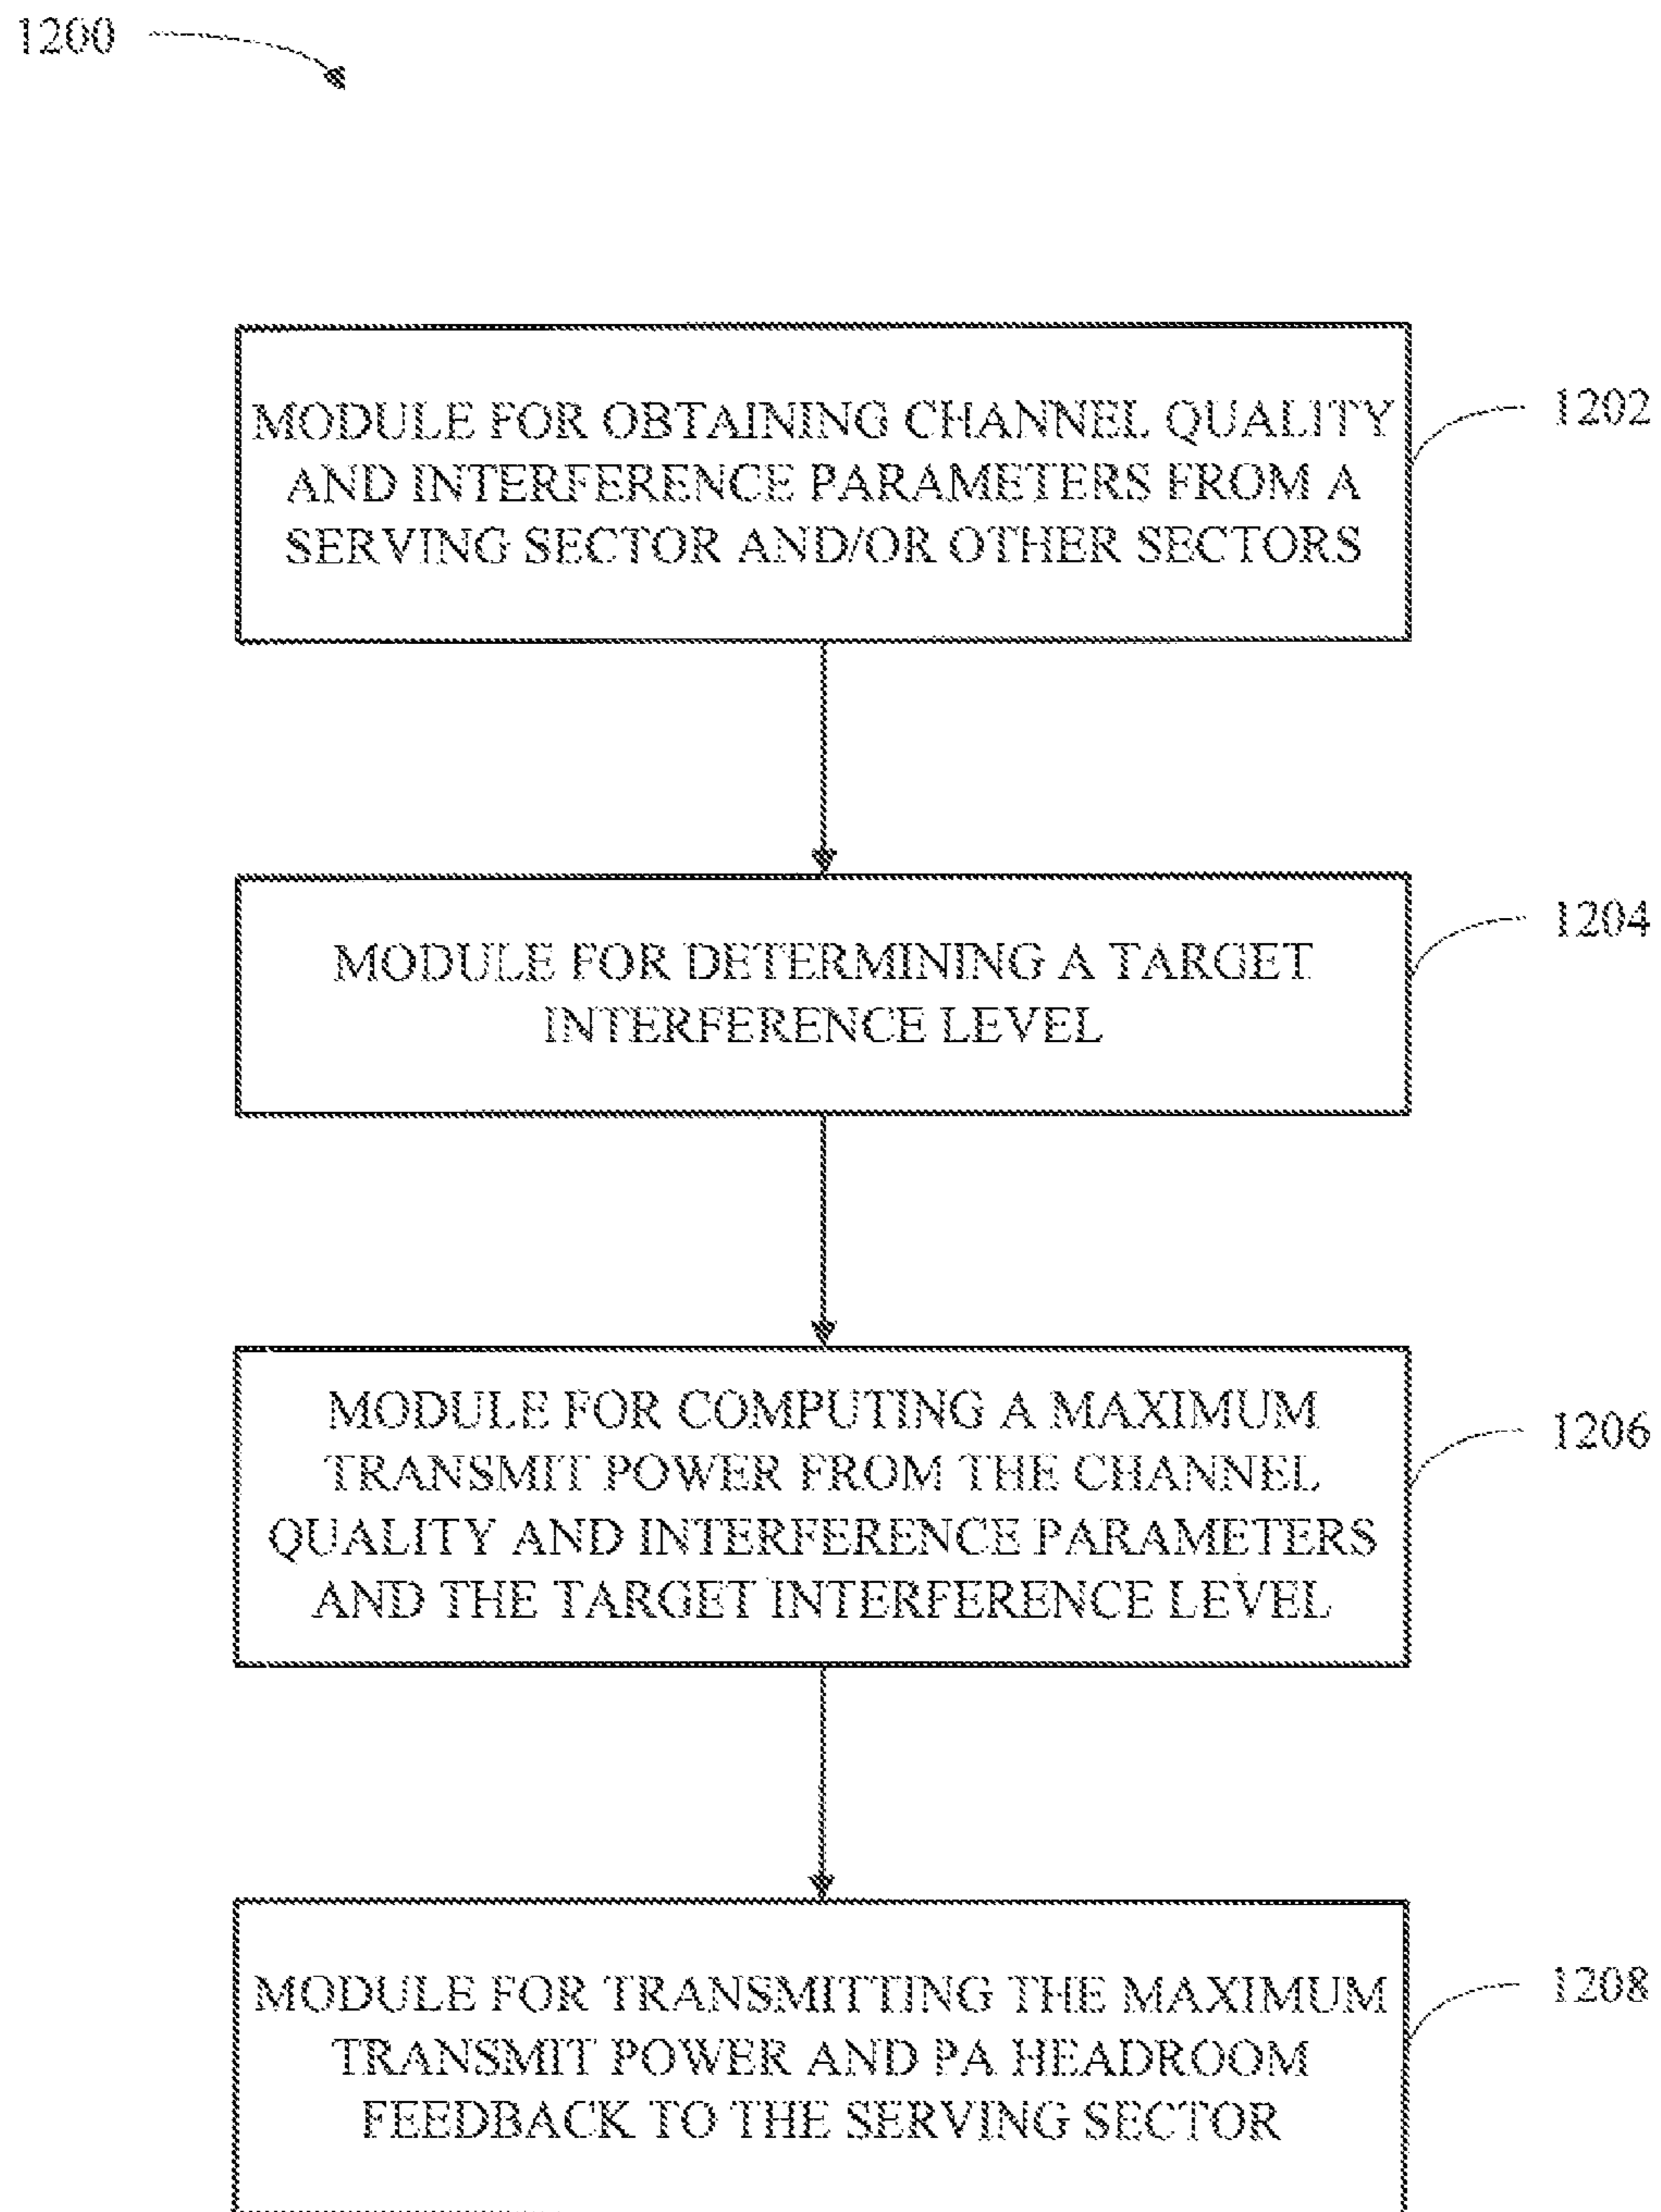 1200
MODULE FOR OBTAINING CHANNEL QUALITY
AND INTERFERENCE PARAMETERS FROM A
SERVING SECTOR AND/OR OTHER SECTORS
1202
MODULE FOR DETERMINING A TARGET
INTERFERENCE LEVEL
1204
MODULE FOR COMPUTING A MAXIMUM
TRANSMIT POWER FROM THE CHANNEL
QUALITY AND INTERFERENCE PARAMETERS
AND THE TARGET INTERFERENCE LEVEL
1206
MODULE FOR TRANSMITTING THE MAXIMUM
TRANSMIT POWER AND PA HEADROOM
FEEDBACK TO THE SERVING SECTOR
1208